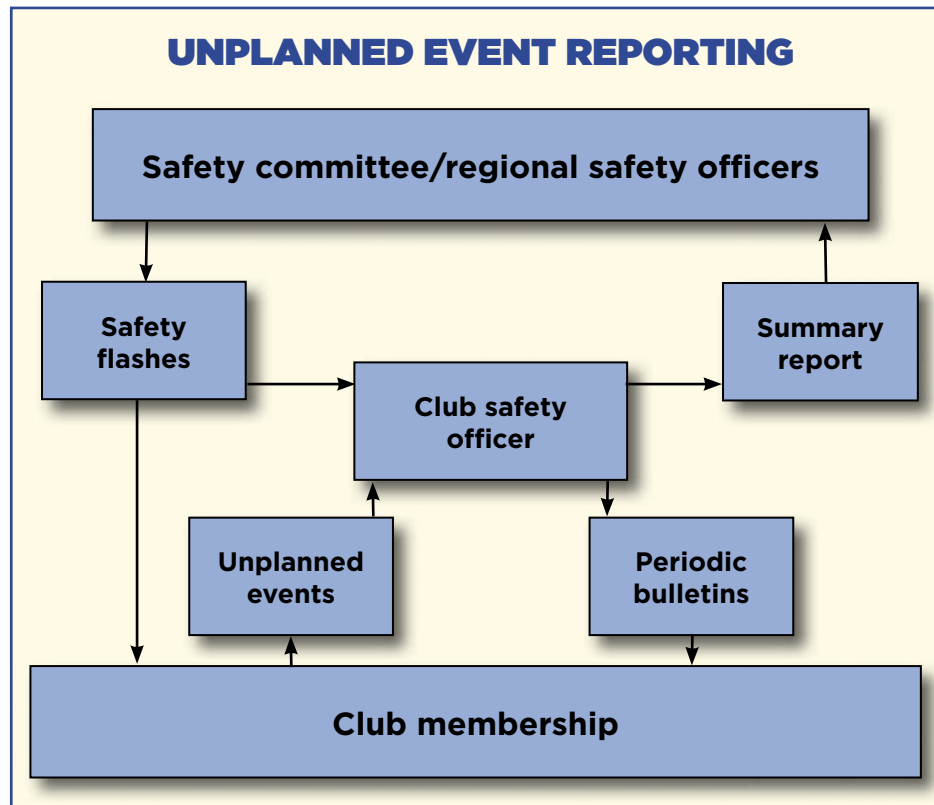 UNPLANNED EVENT REPORTING
Safety committee/regional safety officers
Safety
flashes
Summary
report
Club safety
officer
Unplanned
events
Periodic
bulletins
Club membership